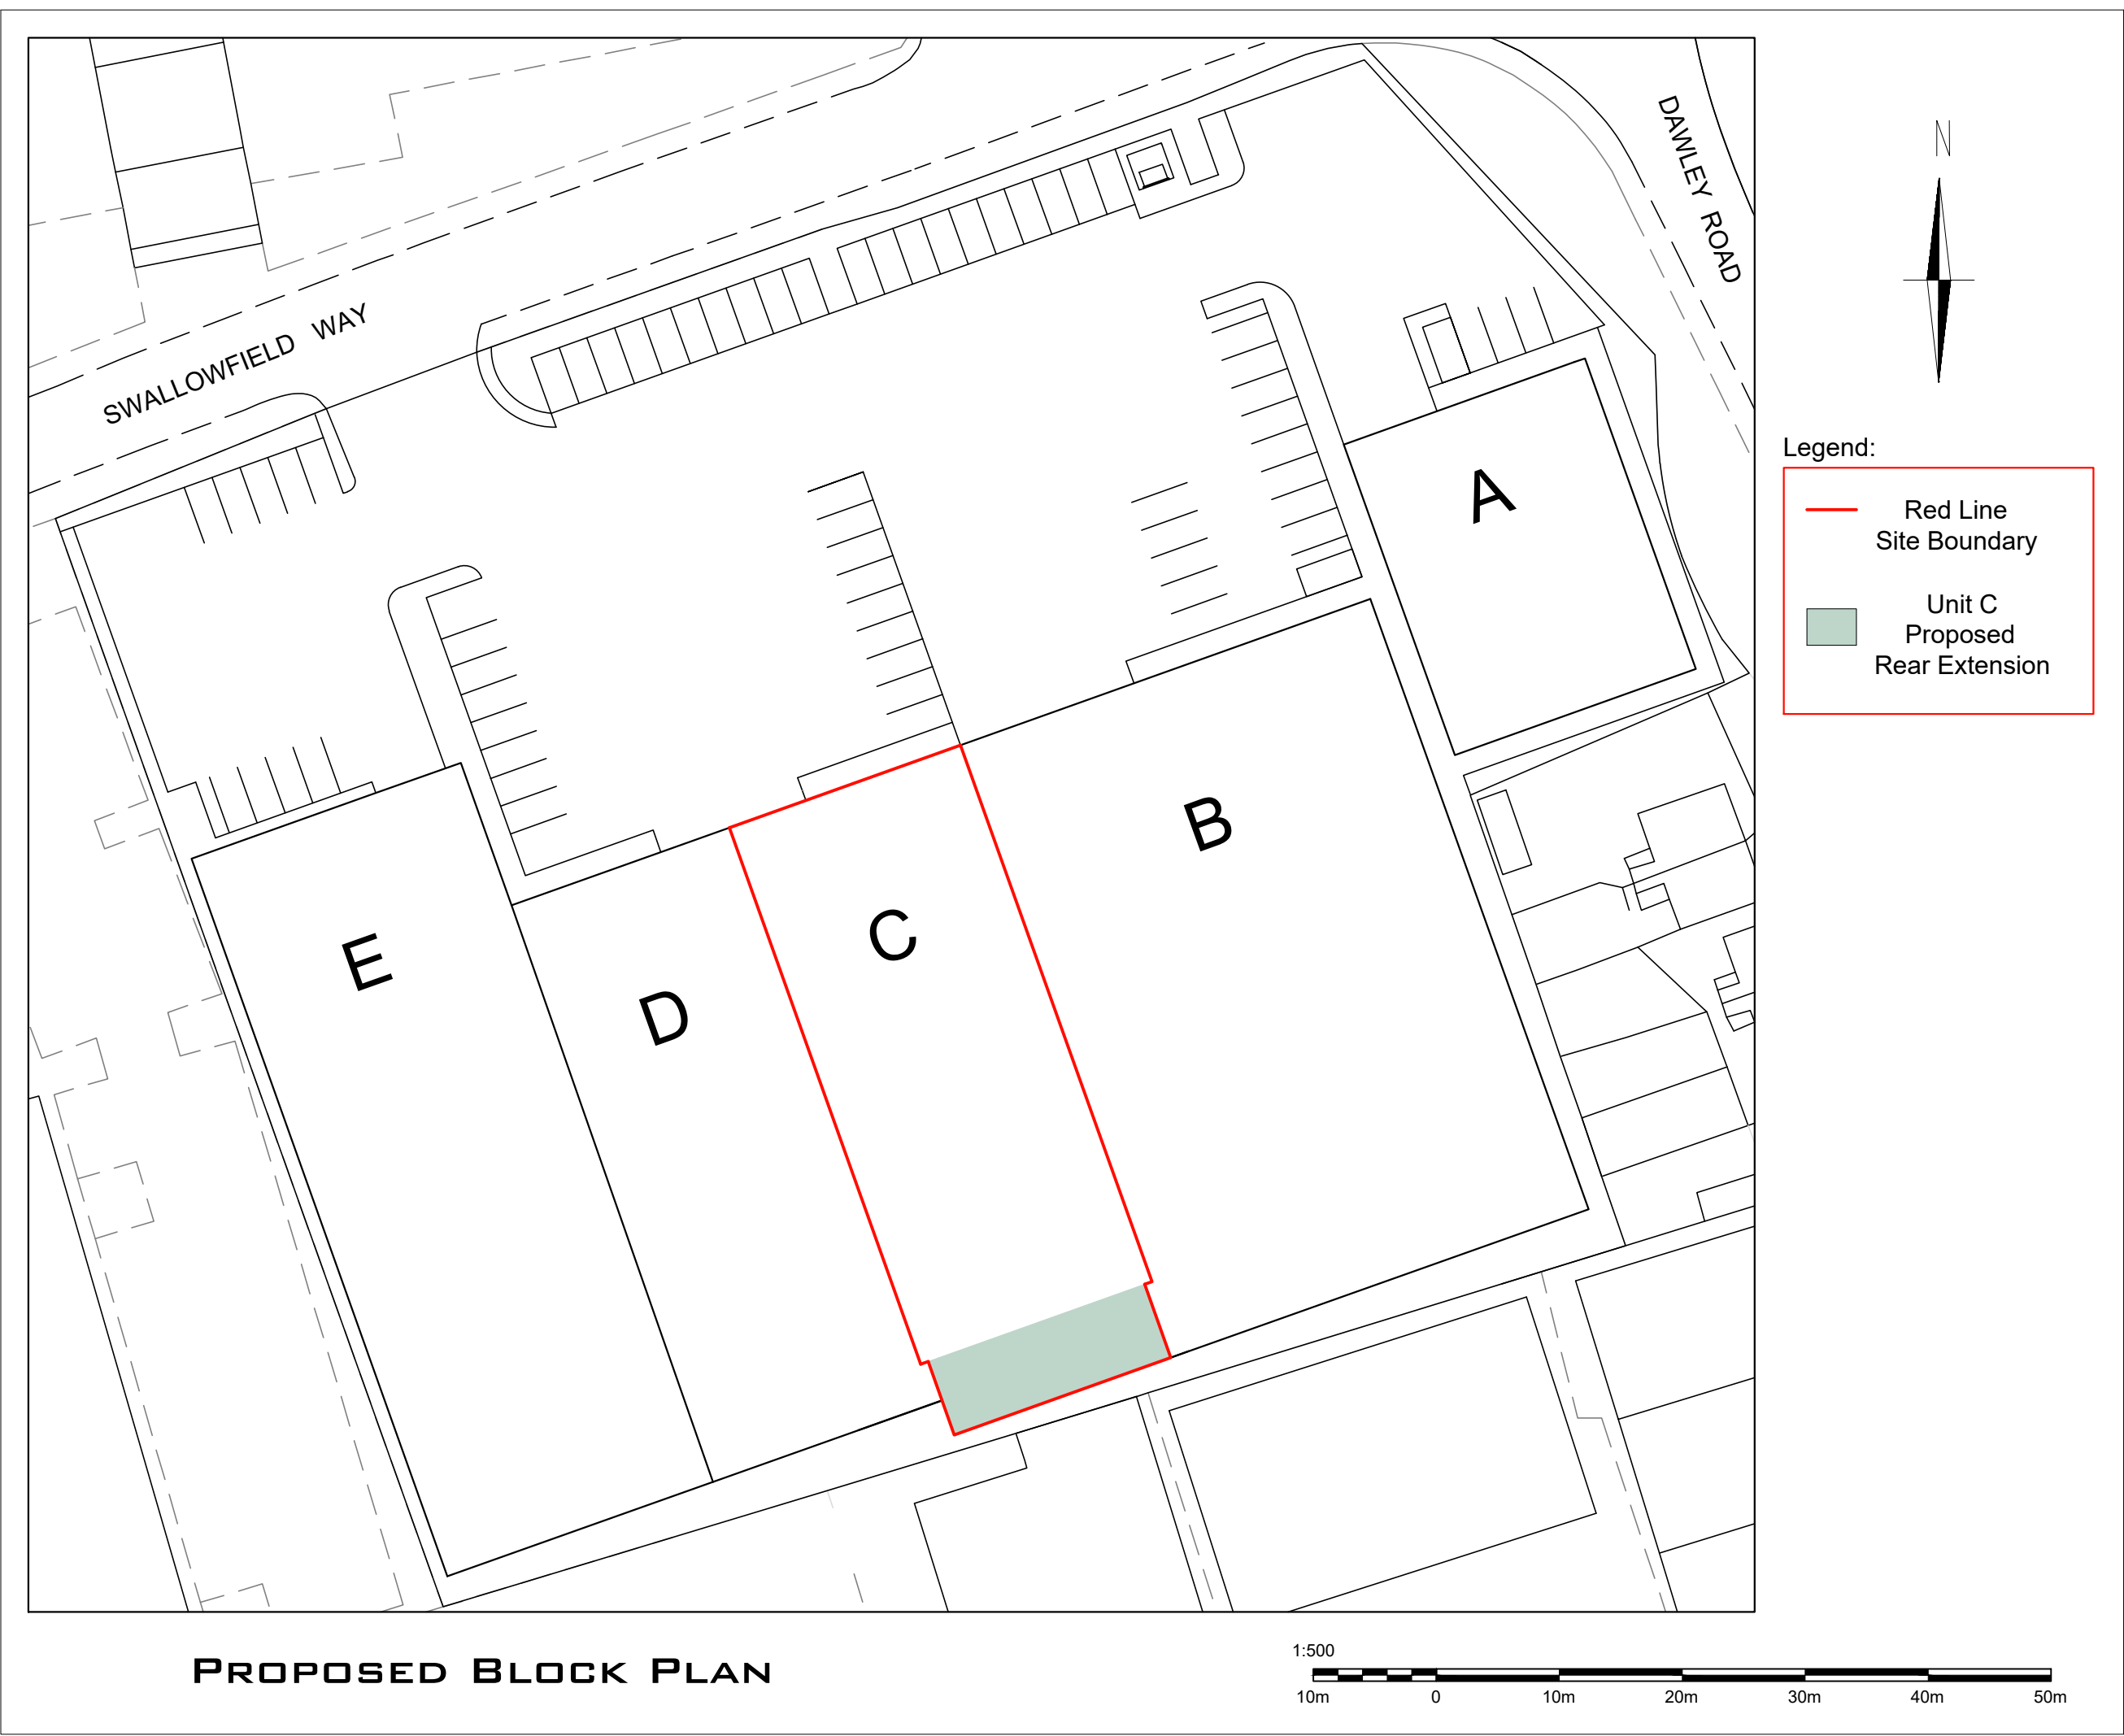 DAWLEY ROAD
N
SWALLOWFIELD WAY
Legend:
Red Line
Site Boundary
Unit C
Proposed
Rear Extension
A
B
C
D
E
PROPOSED BLOCK PLAN
1:500
10m 0 10m 20m 30m 40m 50m